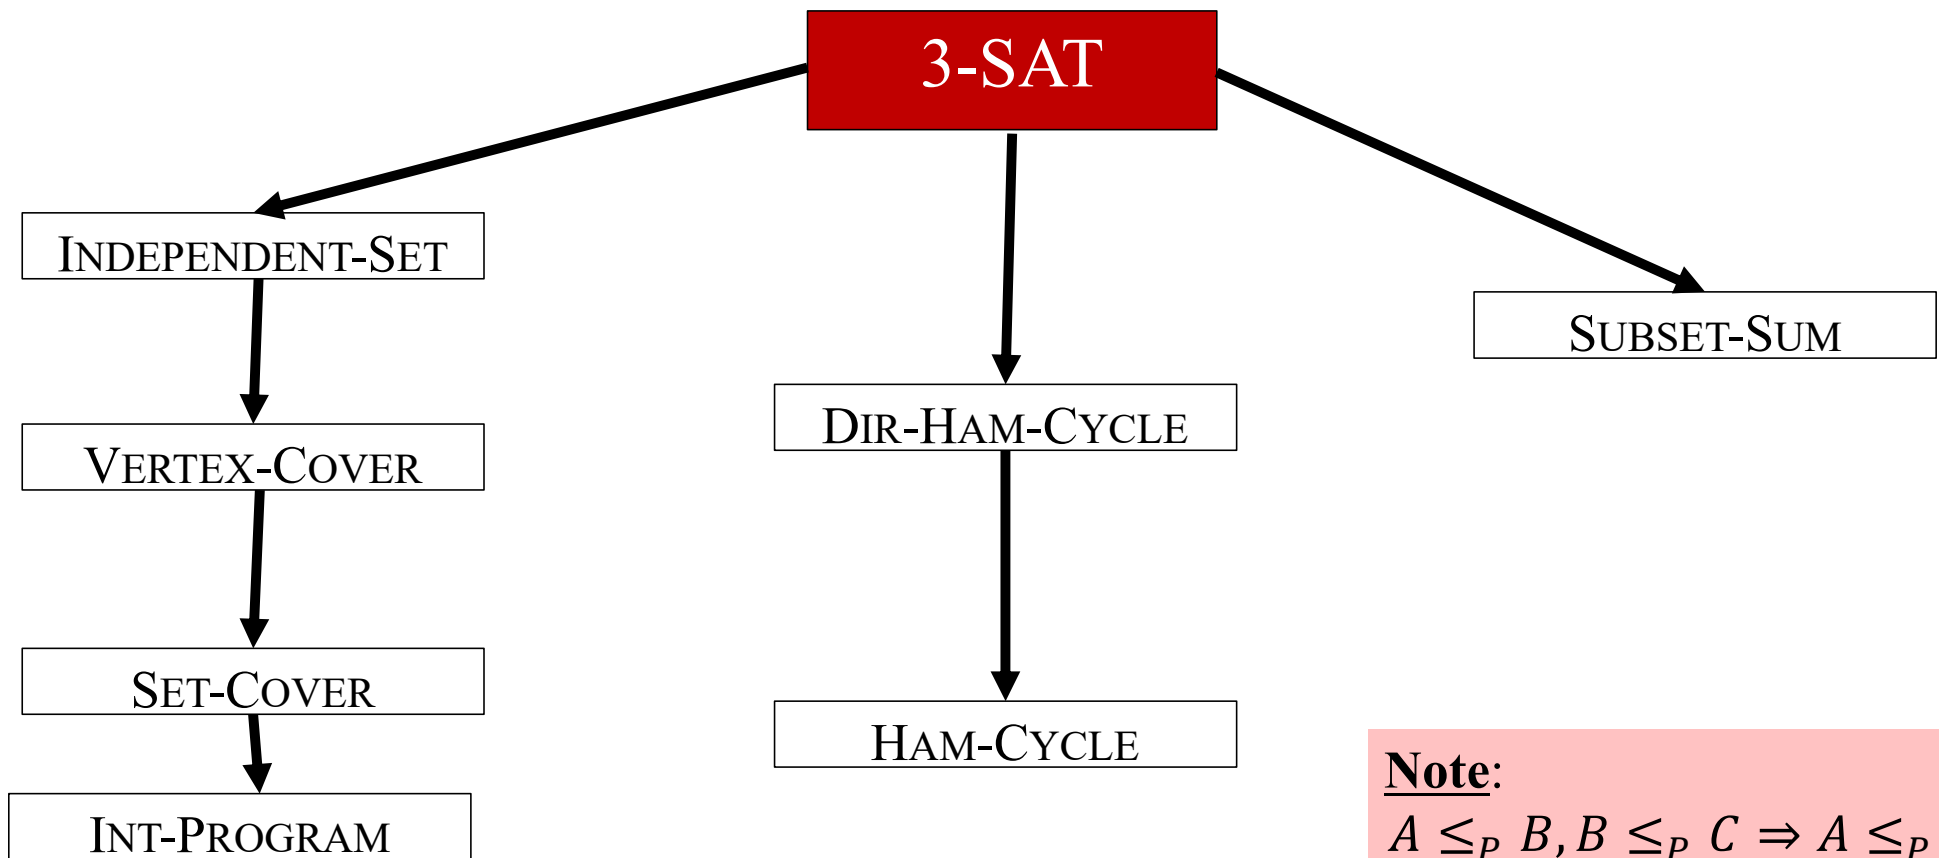 3-SAT
INDEPENDENT-SET
SUBSET-SUM
DIR-HAM-CYCLE
VERTEX-COVER
SET-COVER
HAM-CYCLE
INT-PROGRAM
Note:
A ≤P B, B ≤P C ⇒ A ≤P